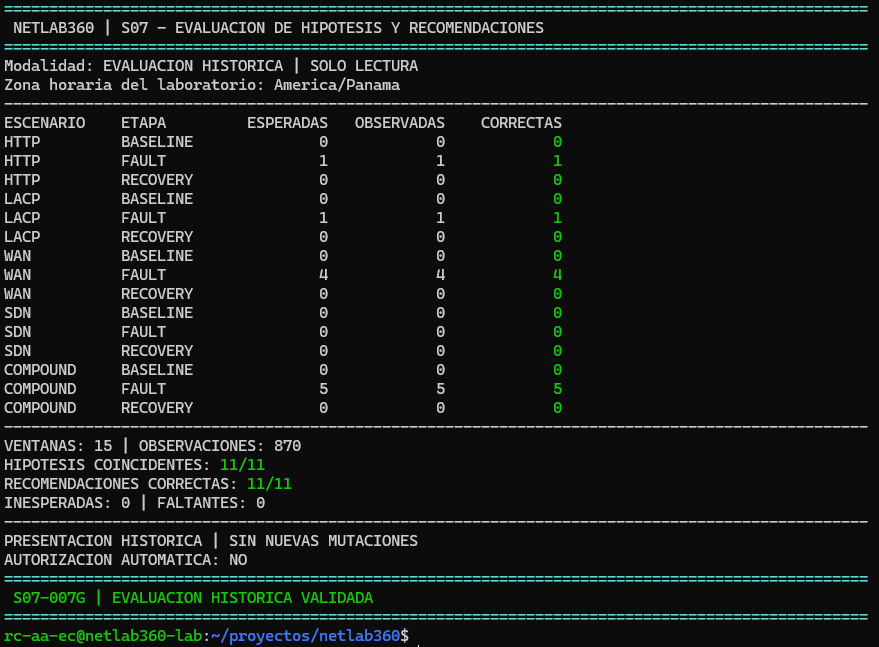 NETLAB360 | S07 - EVALUACION DE HIPOTESIS Y RECOMENDACIONES
Modalidad: EVALUACION HISTORICA | SOLO LECTURA
Zona horaria del laboratorio: America/Panama
ESCENARIO ETAPA ESPERADAS OBSERVADAS CORRECTAS
HTTP BASELINE 0 0 0
HTTP FAULT 1 1 1
HTTP RECOVERY 0 0 0
LACP BASELINE 0 0 0
LACP FAULT 1 1 1
LACP RECOVERY 0 0 0
WAN BASELINE 0 0 0
WAN FAULT 4 4 4
WAN RECOVERY 0 0 0
SDN BASELINE 0 0 0
SDN FAULT 0 0 0
SDN RECOVERY 0 0 0
COMPOUND BASELINE 0 0 0
COMPOUND FAULT 5 5 5
COMPOUND RECOVERY 0 0 0
VENTANAS: 15 | OBSERVACIONES: 870
HIPOTESIS COINCIDENTES: 11/11
RECOMENDACIONES CORRECTAS: 11/11
INESPERADAS: 0 | FALTANTES: 0
PRESENTACION HISTORICA | SIN NUEVAS MUTACIONES
AUTORIZACION AUTOMATICA: NO
S07-007G | EVALUACION HISTORICA VALIDADA
rc-aa-ec@netlab360-lab:~/proyectos/netlab360$